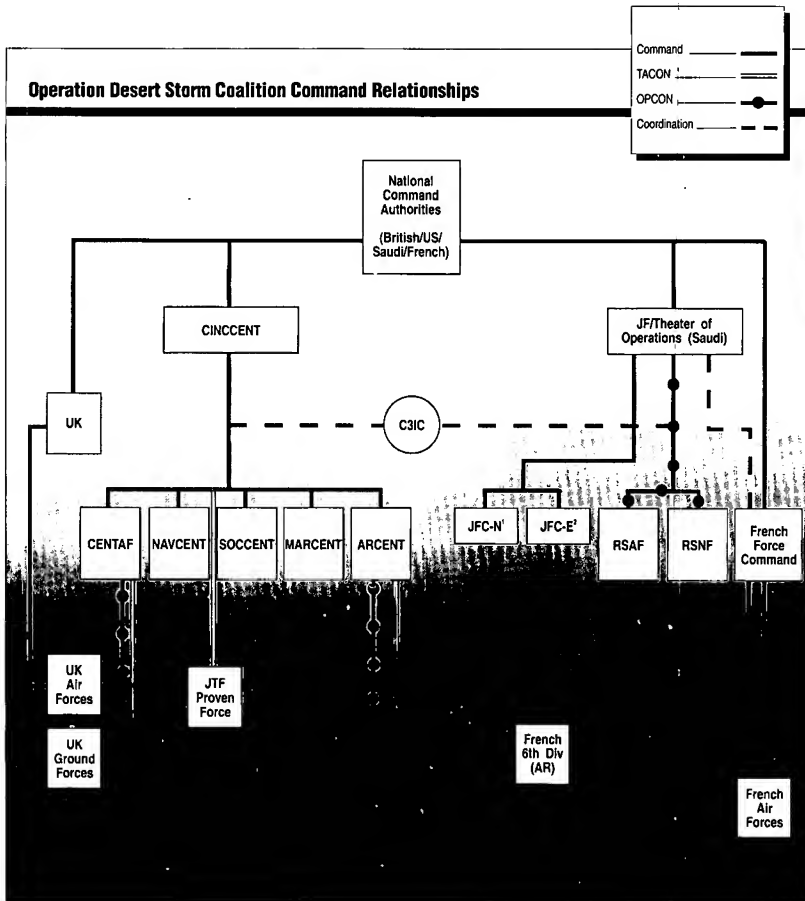 Command
TACON
OPCON
Coordination
Operation Desert Storm Coalition Command Relationships
National
Command
Authorities
(British/US/
Saudi/French)
CINCCENT
JF/Theater of
Operations (Saudi)
UK
C3IC
CENTAF
NAVCENT
SOCCENT
MARCENT
ARCENT
JFC-N¹
JFC-E²
RSAF
RSNF
French
Force
Command
UK
Air
Forces
JTF
Proven
Force
UK
Ground
Forces
French
6th Div
(AR)
French
Air
Forces